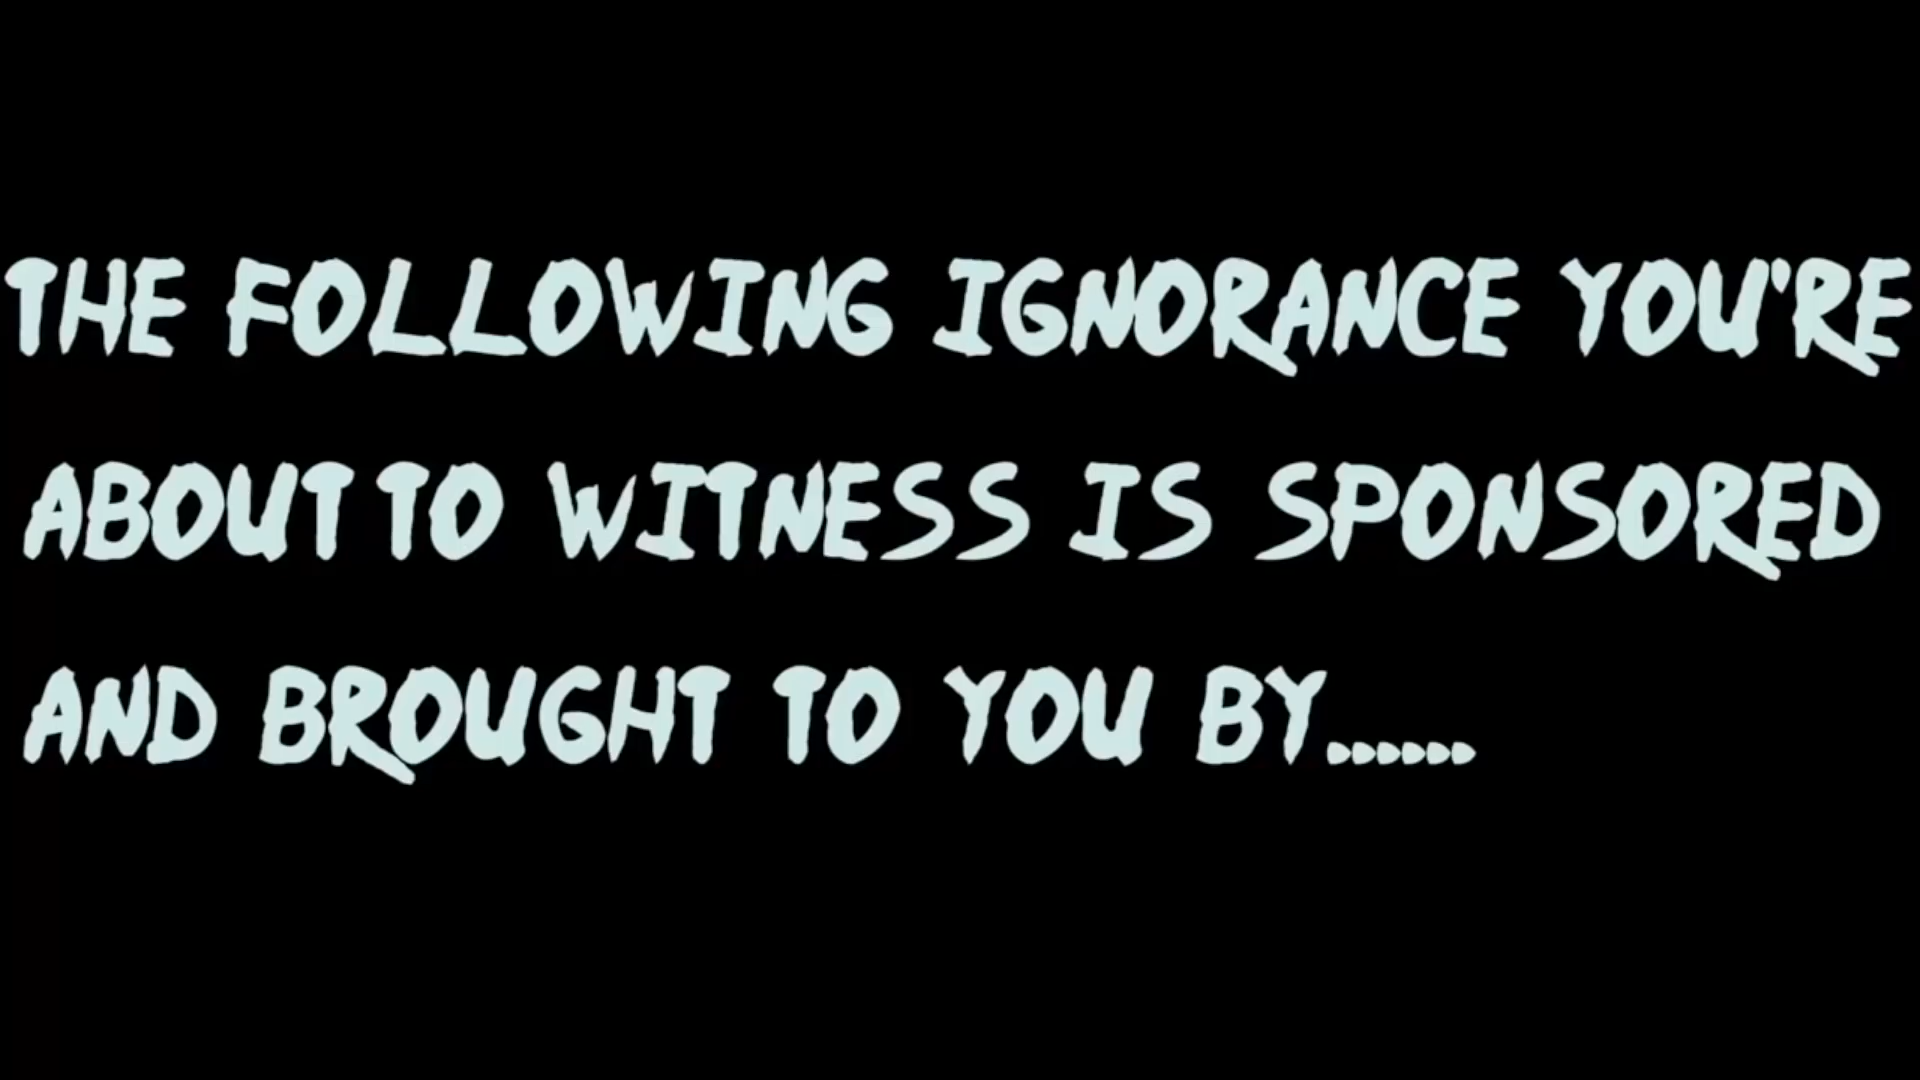 THE FOLLOWING IGNORANCE YOU'RE
ABOUT TO WITNESS IS SPONSORED
AND BROUGHT TO YOU BY......